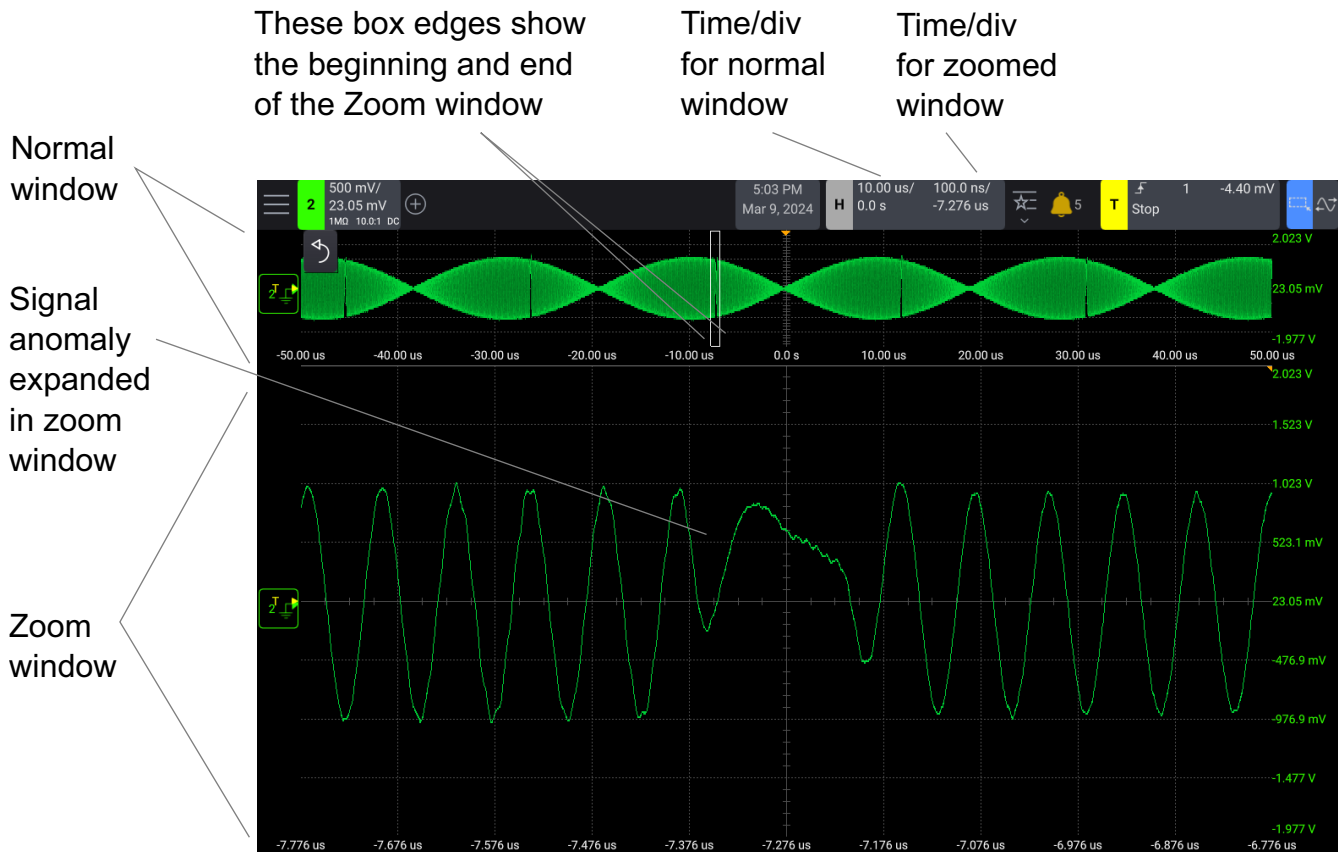 These box edges show
the beginning and end
of the Zoom window
Time/div
for normal
window
Time/div
for zoomed
window
Normal
window
Signal
anomaly
expanded
in zoom
window
Zoom
window
2
500 mV/
23.05 mV
1MΩ 10.0:1 DC
5:03 PM
Mar 9, 2024
H
10.00 us/ 100.0 ns/
0.0 s -7.276 us
5
T
1 -4.40 mV
Stop
2.023 V
T
2
23.05 mV
-1.977 V
-50.00 us -40.00 us -30.00 us -20.00 us -10.00 us 0.0 s 10.00 us 20.00 us 30.00 us 40.00 us 50.00 us
2.023 V
1.523 V
1.023 V
523.1 mV
T
2
23.05 mV
-476.9 mV
-976.9 mV
-1.477 V
-1.977 V
-7.776 us -7.676 us -7.576 us -7.476 us -7.376 us -7.276 us -7.176 us -7.076 us -6.976 us -6.876 us -6.776 us